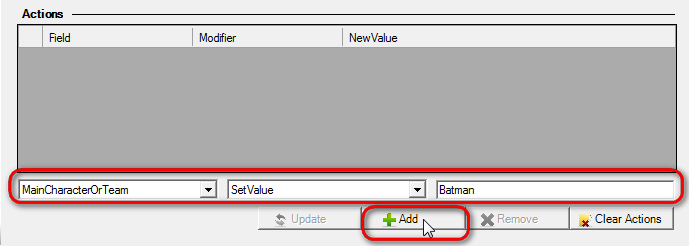 Actions
Field Modifier NewValue
MainCharacterOrTeam SetValue Batman
Update Add Remove Clear Actions